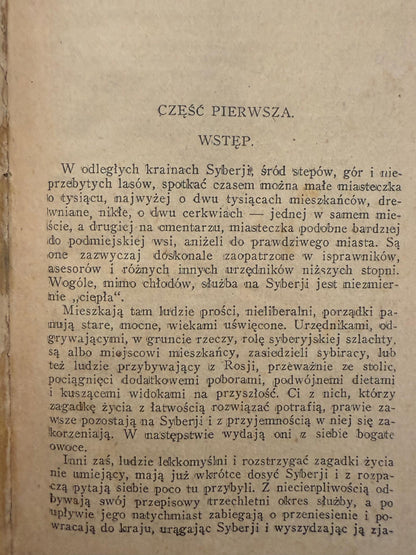 CZĘŚĆ PIERWSZA.
WSTĘP.
W odległych krainach Syberji, śród stepów, gór i nie-
przebytych lasów, spotkać czasem można małe miasteczka
o tysiącu, najwyżej o dwu tysiącach mieszkańców, dre-
wniane, nikłe, o dwu cerkwiach — jednej w samem mie-
ście, a drugiej na cmentarzu, miasteczka podobne bardziej
do podmiejskiej wsi, aniżeli do prawdziwego miasta. Są
one zazwyczaj doskonale zaopatrzone w isprawników,
asesorów i różnych innych urzędników niższych stopni.
Wogóle, mimo chłodów, służba na Syberji jest niezmier-
nie „ciepła“.
Mieszkają tam ludzie prości, nieliberalni, porządki pa-
nują stare, mocne, wiekami uświęcone. Urzędnikami, od-
grywającymi, w gruncie rzeczy, rolę syberyjskiej szlachty,
są albo miejscowi mieszkańcy, zasiedzieli sybiracy, lub
też ludzie przybywający z Rosji, przeważnie ze stolic,
pociągnięci dodatkowemi poborami, podwójnemi dietami
i kuszącemi widokami na przyszłość. Ci z nich, którzy
zagadkę życia z łatwością rozwiązać potrafią, prawie za-
wsze pozostają na Syberji i z przyjemnością w niej się za-
korzeniają. W następstwie wydają oni z siebie bogate
owoce.
Inni zaś, ludzie lekkomyślni i rozstrzygać zagadki życia
nie umiejący, mają już wkrótce dosyć Syberji i z rozpa-
czą pytają siebie poco tu przybyli. Z niecierpliwością od-
bywają swój przepisowy trzechletni okres służby, a po
upływie jego natychmiast zabiegają o przeniesienie i po-
wracają do kraju, urągając Syberji i wyszydzając ją zja-